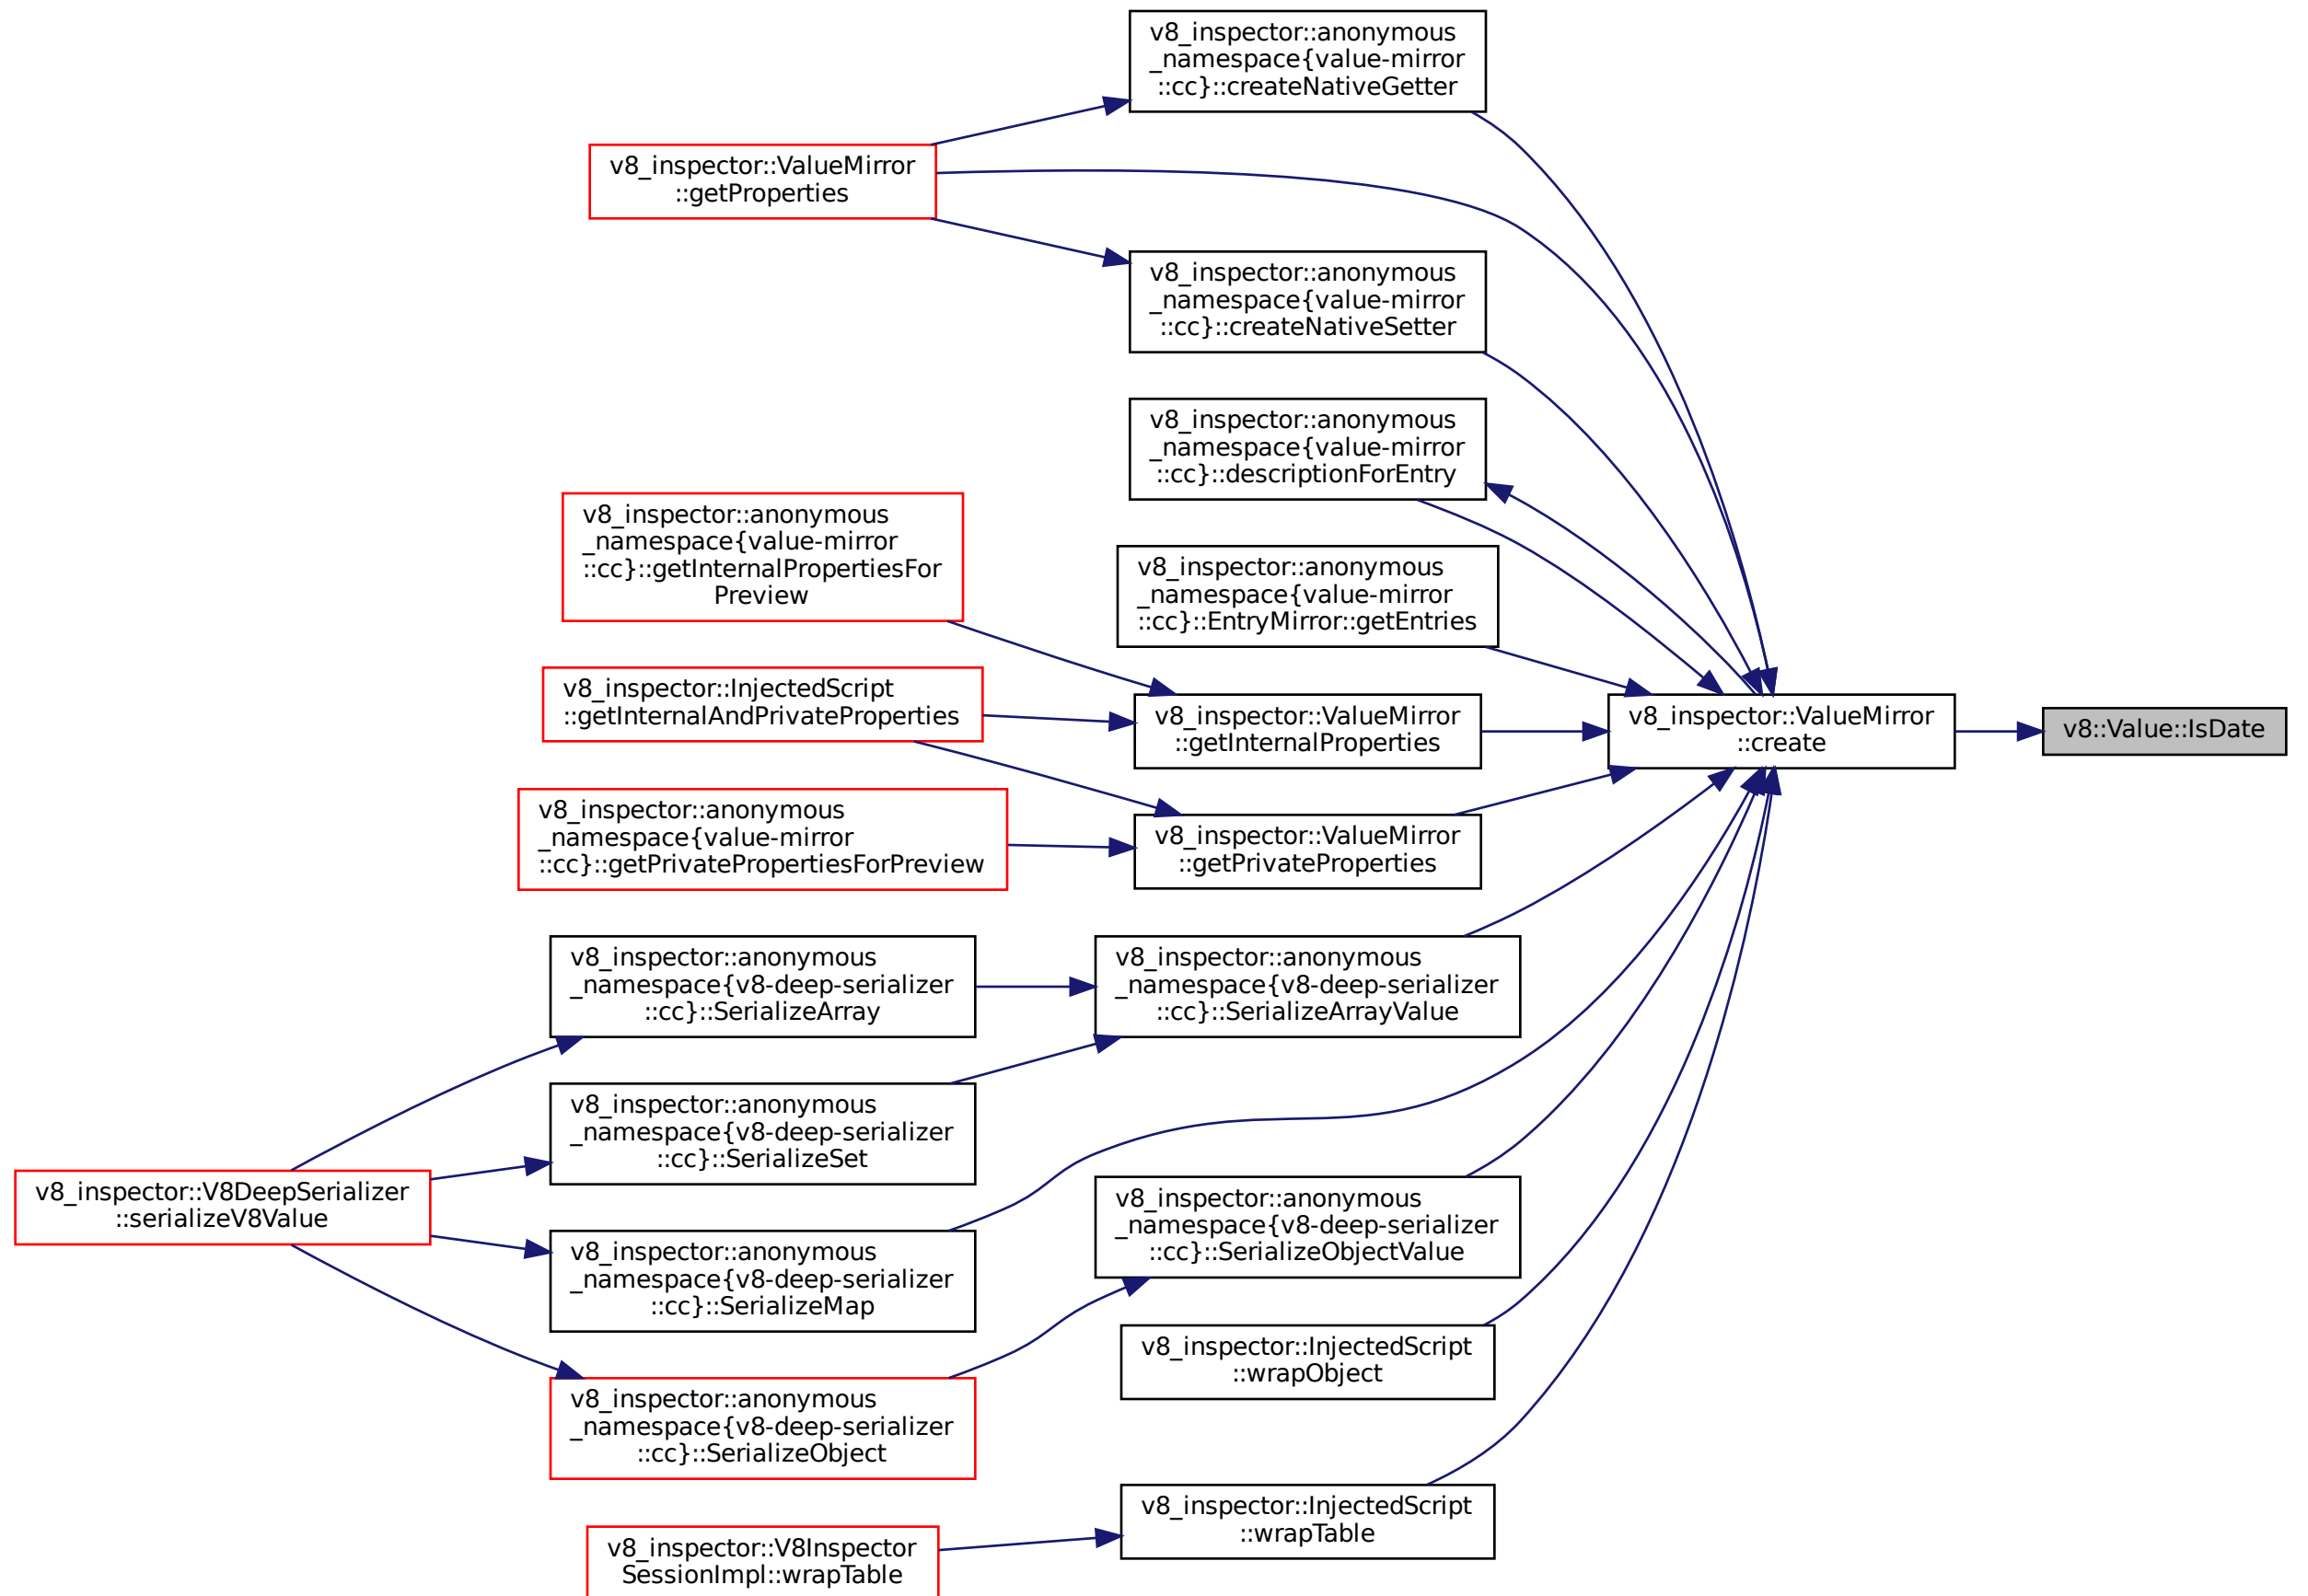 v8_inspector::anonymous
_namespace{value-mirror
::cc}::createNativeGetter
v8_inspector::ValueMirror
::getProperties
v8_inspector::anonymous
_namespace{value-mirror
::cc}::createNativeSetter
v8_inspector::anonymous
_namespace{value-mirror
::cc}::descriptionForEntry
v8_inspector::anonymous
_namespace{value-mirror
::cc}::getInternalPropertiesFor
Preview
v8_inspector::anonymous
_namespace{value-mirror
::cc}::EntryMirror::getEntries
v8_inspector::InjectedScript
::getInternalAndPrivateProperties
v8_inspector::ValueMirror
::getInternalProperties
v8_inspector::ValueMirror
::create
v8::Value::IsDate
v8_inspector::anonymous
_namespace{value-mirror
::cc}::getPrivatePropertiesForPreview
v8_inspector::ValueMirror
::getPrivateProperties
v8_inspector::anonymous
_namespace{v8-deep-serializer
::cc}::SerializeArray
v8_inspector::anonymous
_namespace{v8-deep-serializer
::cc}::SerializeArrayValue
v8_inspector::anonymous
_namespace{v8-deep-serializer
::cc}::SerializeSet
v8_inspector::V8DeepSerializer
::serializeV8Value
v8_inspector::anonymous
_namespace{v8-deep-serializer
::cc}::SerializeObjectValue
v8_inspector::anonymous
_namespace{v8-deep-serializer
::cc}::SerializeMap
v8_inspector::InjectedScript
::wrapObject
v8_inspector::anonymous
_namespace{v8-deep-serializer
::cc}::SerializeObject
v8_inspector::InjectedScript
::wrapTable
v8_inspector::V8Inspector
SessionImpl::wrapTable